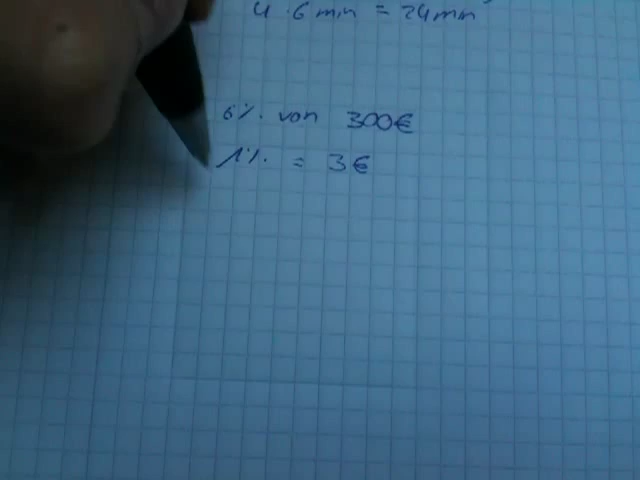 4 · 6 min = 24 min
6% von 300€
1% = 3€